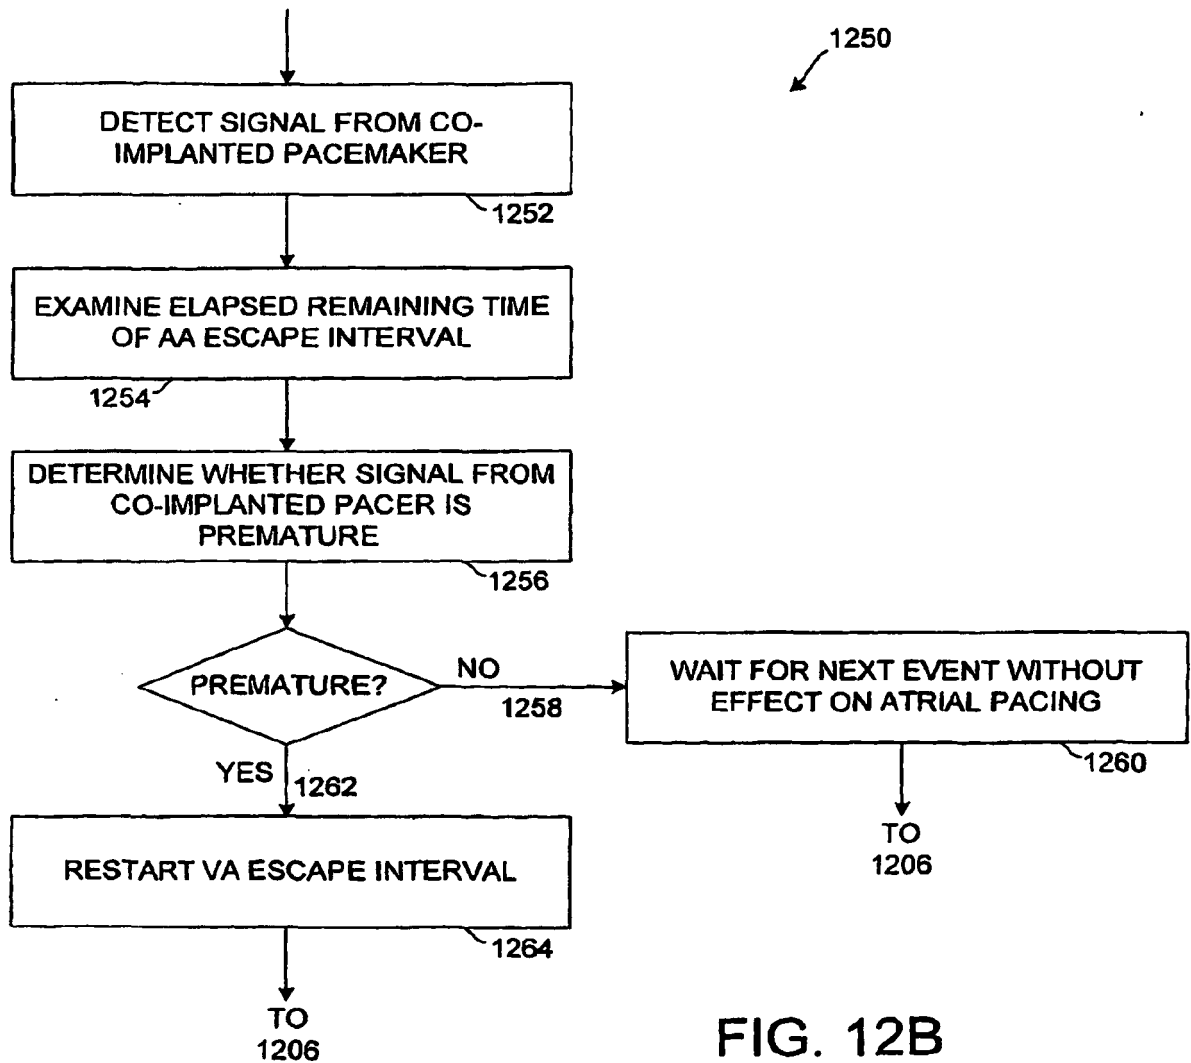 1250
DETECT SIGNAL FROM CO-
IMPLANTED PACEMAKER
1252
EXAMINE ELAPSED REMAINING TIME
OF AA ESCAPE INTERVAL
1254
DETERMINE WHETHER SIGNAL FROM
CO-IMPLANTED PACER IS
PREMATURE
1256
PREMATURE?
NO
1258
WAIT FOR NEXT EVENT WITHOUT
EFFECT ON ATRIAL PACING
1260
TO
1206
YES
1262
RESTART VA ESCAPE INTERVAL
1264
TO
1206
FIG. 12B